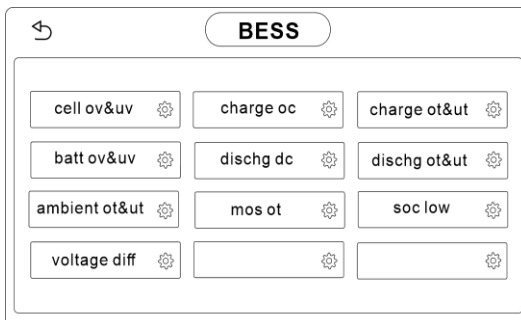 BESS
cell ov&uv
charge oc
charge ot&ut
batt ov&uv
dischg dc
dischg ot&ut
ambient ot&ut
mos ot
soc low
voltage diff